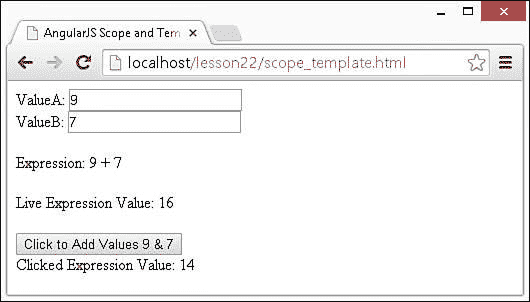 AngularJS Scope and Tem
localhost/lesson22/scope_template.html
ValueA: 9
ValueB: 7
Expression: 9 + 7
Live Expression Value: 16
Click to Add Values 9 & 7
Clicked Expression Value: 14